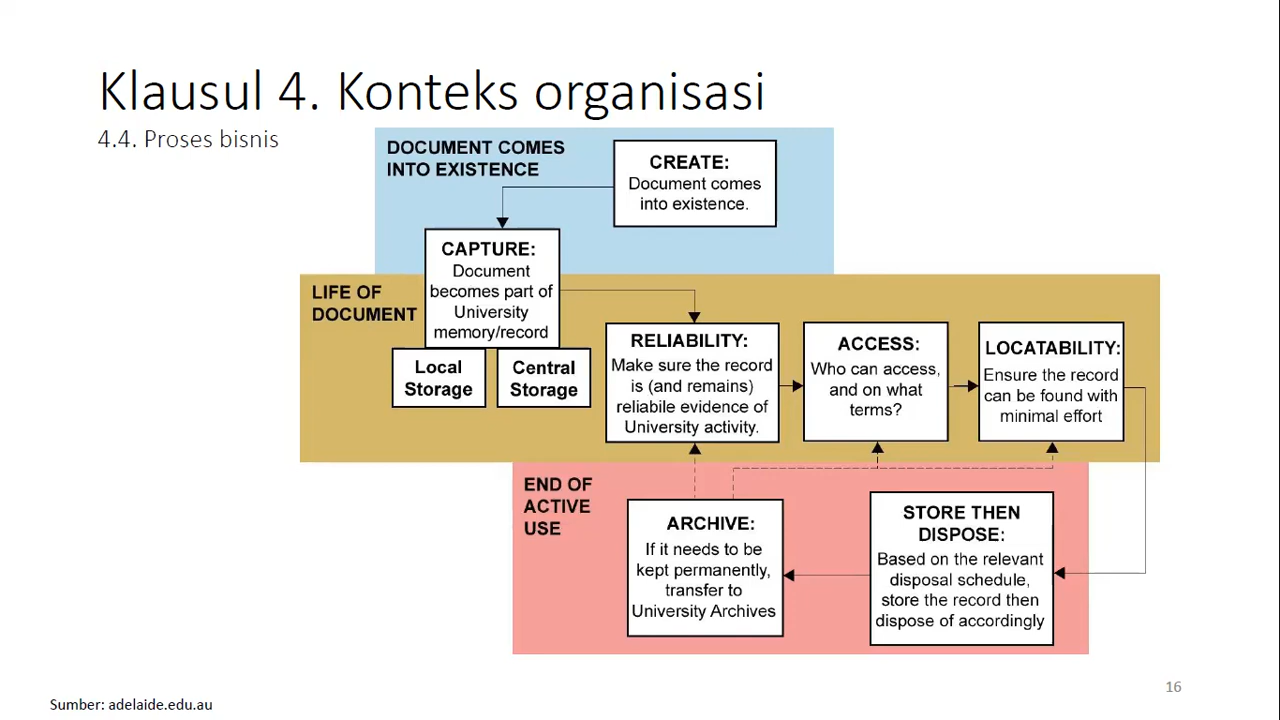 Klausul 4. Konteks organisasi
4.4. Proses bisnis
DOCUMENT COMES
INTO EXISTENCE
CREATE:
Document comes
into existence.
CAPTURE:
Document
becomes part of
University
memory/record
Local
Storage
Central
Storage
LIFE OF
DOCUMENT
RELIABILITY:
Make sure the record
is (and remains)
reliabile evidence of
University activity.
ACCESS:
Who can access,
and on what
terms?
LOCATABILITY:
Ensure the record
can be found with
minimal effort
END OF
ACTIVE
USE
ARCHIVE:
If it needs to be
kept permanently,
transfer to
University Archives
STORE THEN
DISPOSE:
Based on the relevant
disposal schedule,
store the record then
dispose of accordingly
16
Sumber: adelaide.edu.au